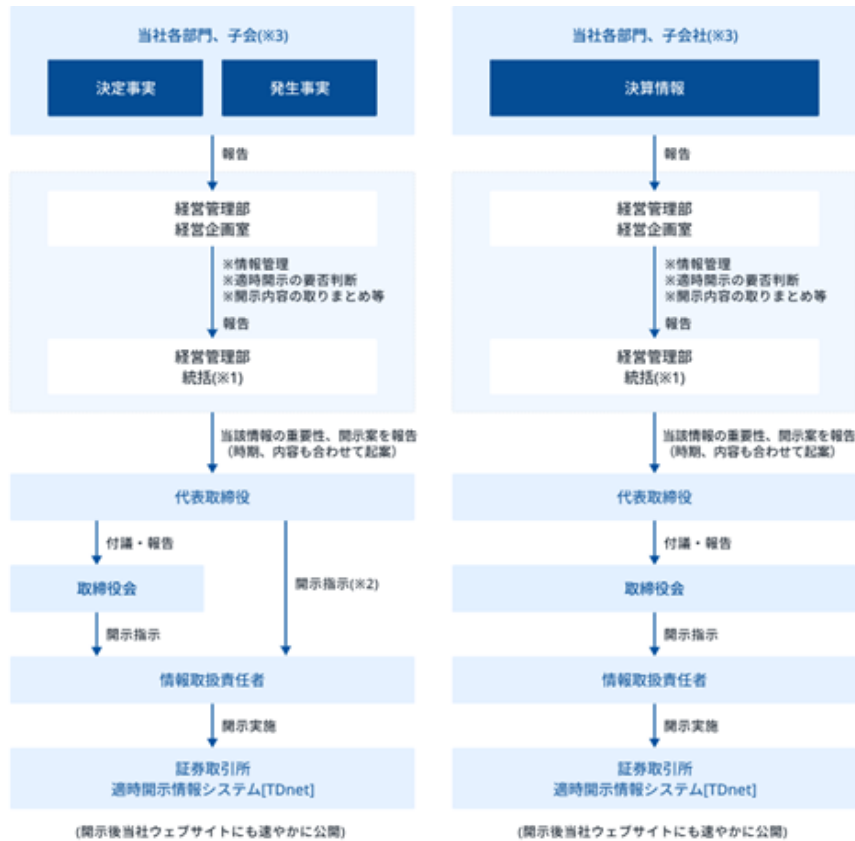 当社各部門、子会(※3)
決定事実
発生事実
報告
経営管理部
経営企画室
※情報管理
※適時開示の要否判断
※開示内容の取りまとめ等
報告
経営管理部
統括(※1)
当該情報の重要性、開示案を報告
(時期、内容も合わせて起案)
代表取締役
付議・報告
取締役会
開示指示(※2)
開示指示
情報取扱責任者
開示実施
証券取引所
適時開示情報システム[TDnet]
(開示後当社ウェブサイトにも速やかに公開)
当社各部門、子会社(※3)
決算情報
報告
経営管理部
経営企画室
※情報管理
※適時開示の要否判断
※開示内容の取りまとめ等
報告
経営管理部
統括(※1)
当該情報の重要性、開示案を報告
(時期、内容も合わせて起案)
代表取締役
付議・報告
取締役会
開示指示
情報取扱責任者
開示実施
証券取引所
適時開示情報システム[TDnet]
(開示後当社ウェブサイトにも速やかに公開)